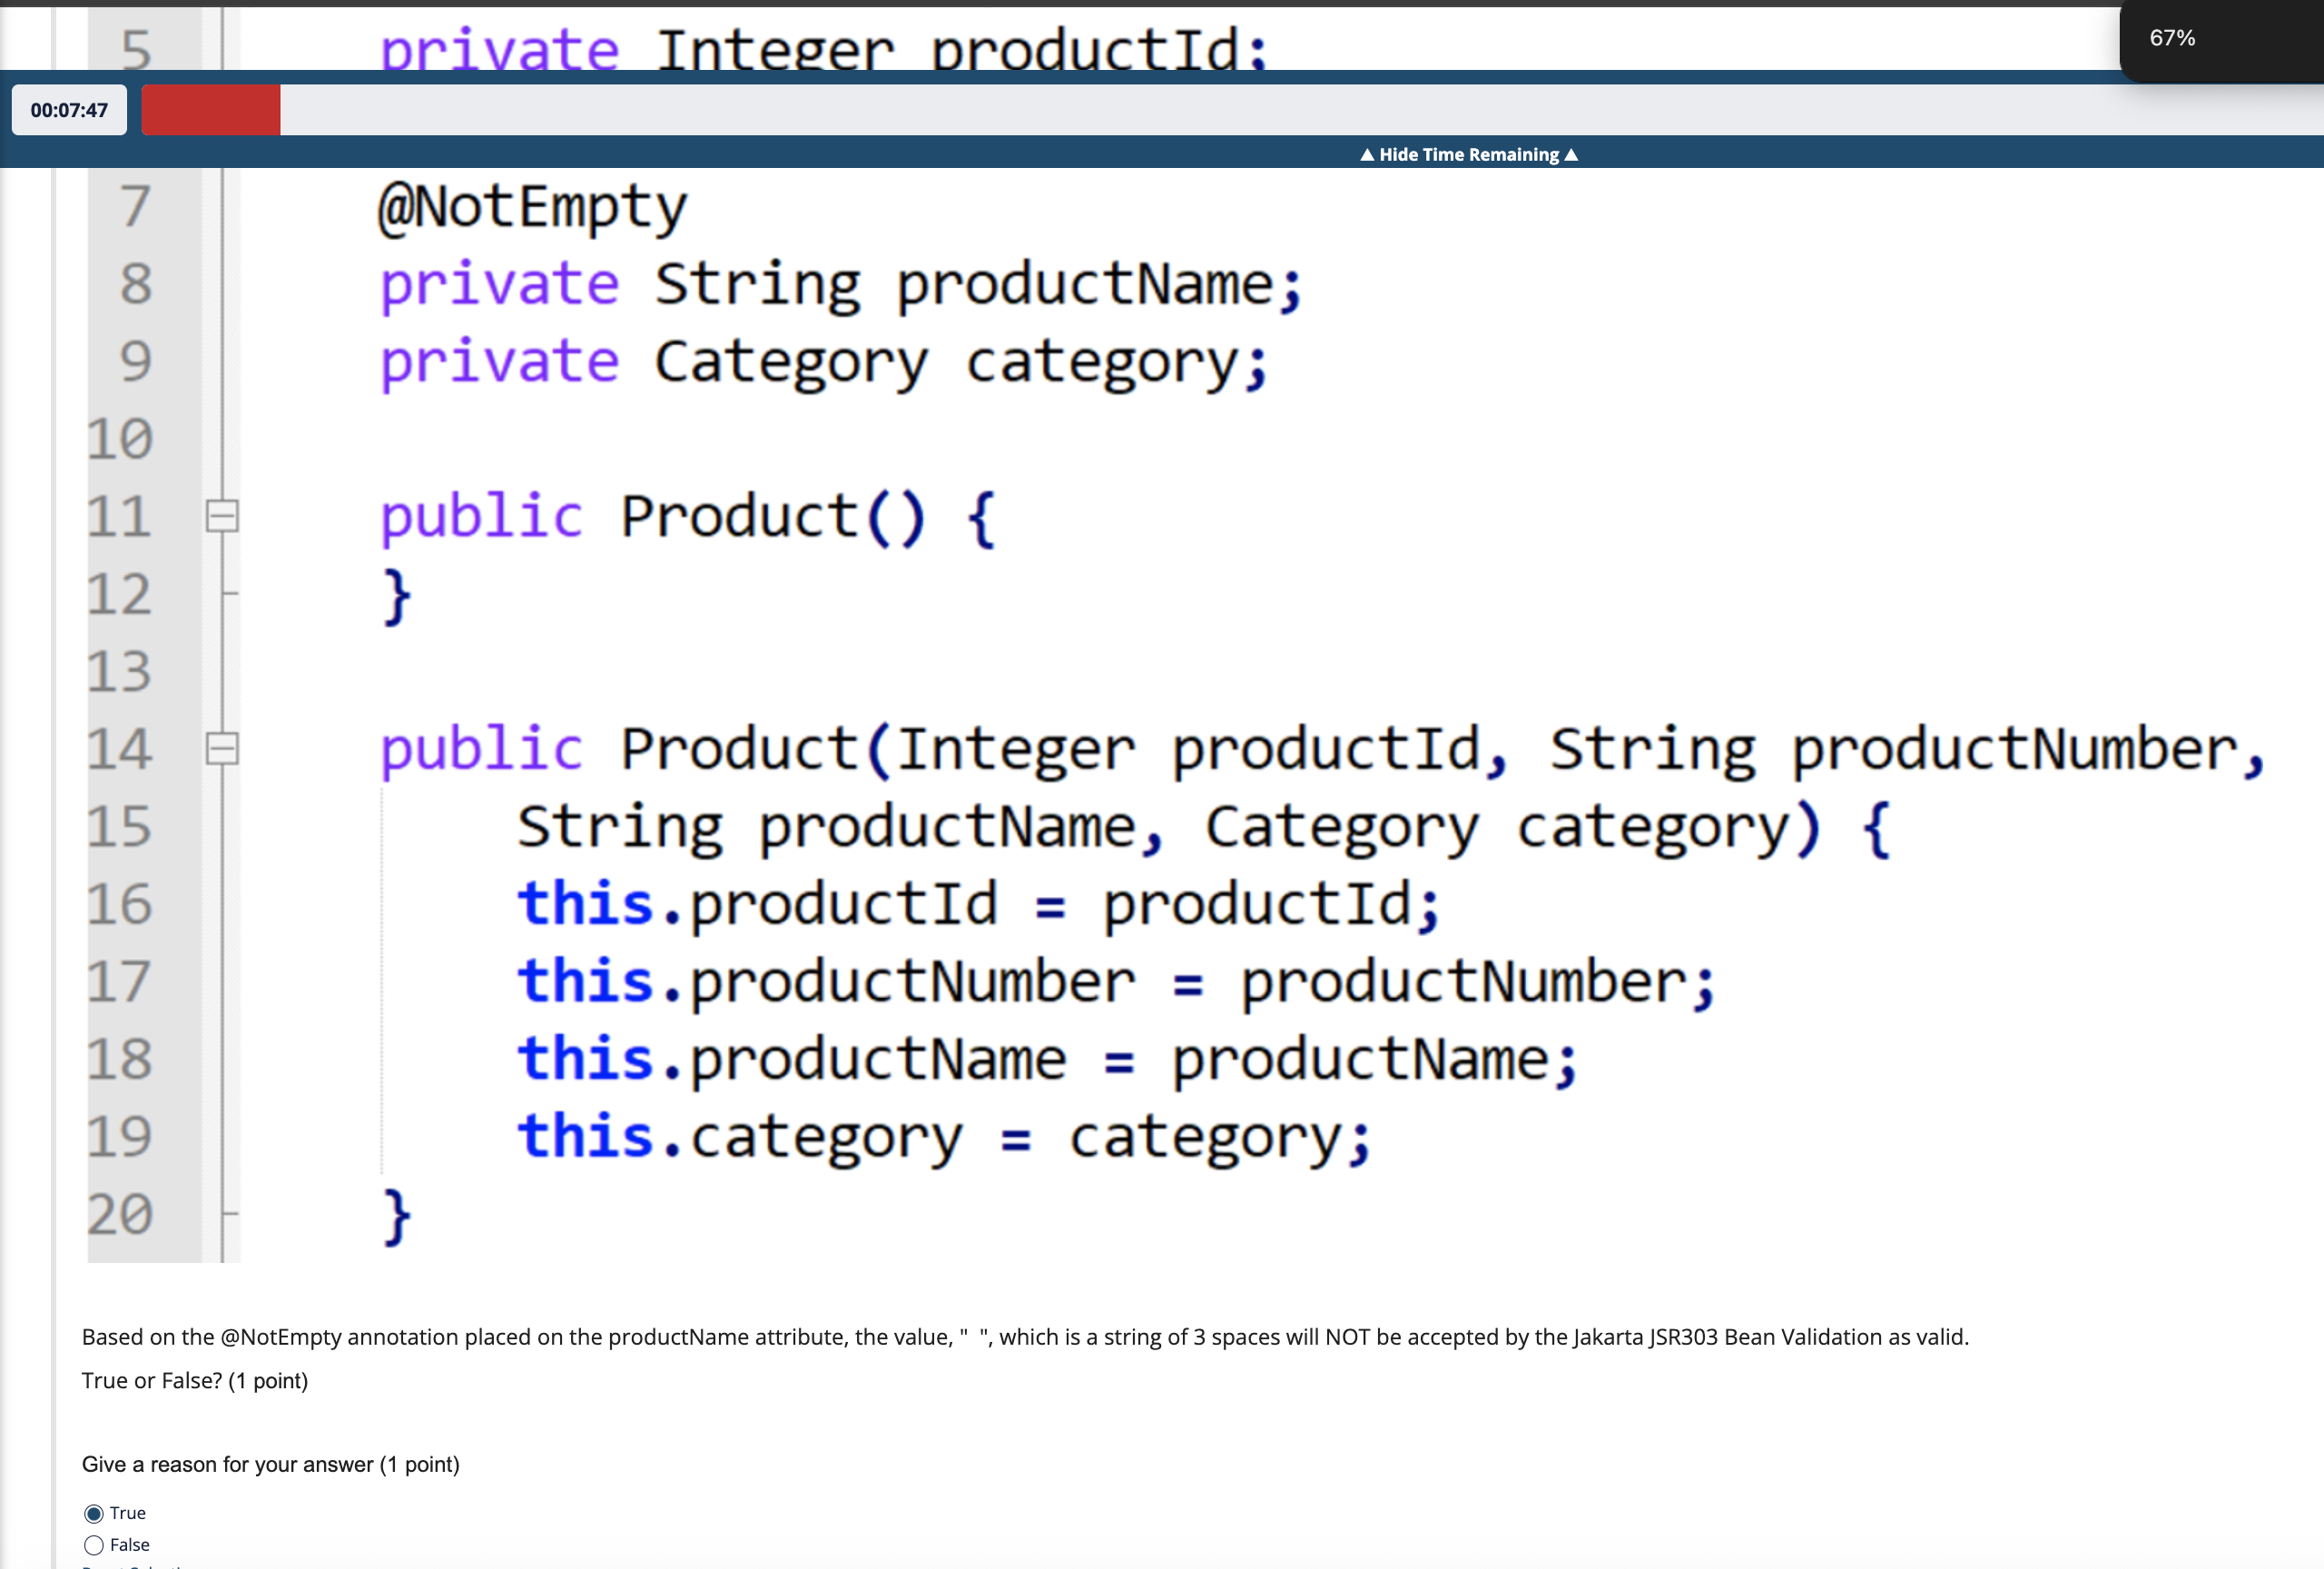 5 private Integer productId;
67%
00:07:47
▲ Hide Time Remaining ▲
7 @NotEmpty
8 private String productName;
9 private Category category;
10
11 public Product() {
12 }
13
14 public Product(Integer productId, String productNumber,
15 String productName, Category category) {
16 this.productId = productId;
17 this.productNumber = productNumber;
18 this.productName = productName;
19 this.category = category;
20 }
Based on the @NotEmpty annotation placed on the productName attribute, the value, "  ", which is a string of 3 spaces will NOT be accepted by the Jakarta JSR303 Bean Validation as valid.
True or False? (1 point)
Give a reason for your answer (1 point)
True
False